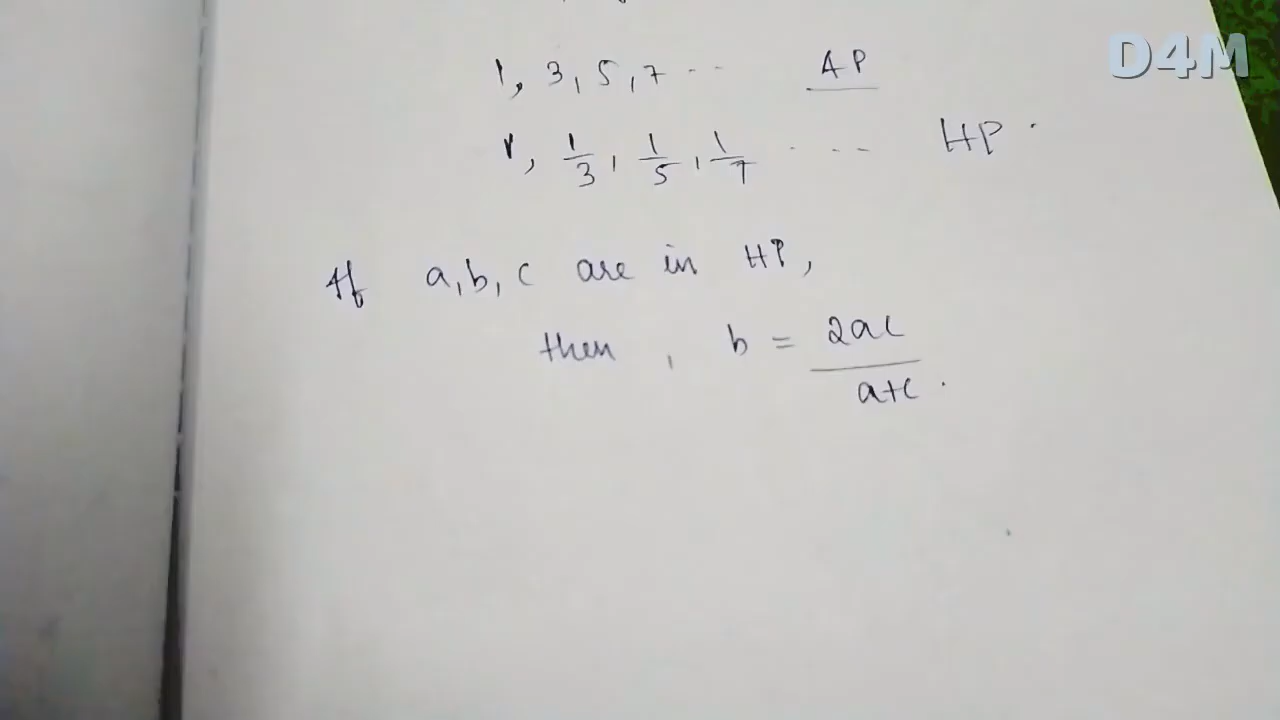 D4M
1, 3, 5, 7 - - AP
1, 1/3, 1/5, 1/7 - - - HP.
If a, b, c are in HP,
then, b = 2ac/a+c.